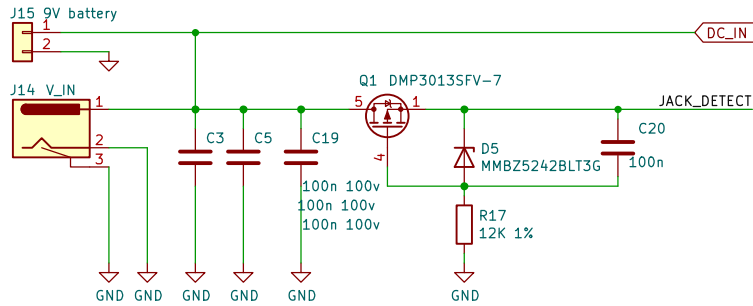 J15 9V battery
1
2
DC_IN
J14 V_IN
1
2
3
Q1 DMP3013SFV-7
5
1
4
JACK_DETECT
C3
C5
C19
100n 100v
100n 100v
100n 100v
D5
MMBZ5242BLT3G
C20
100n
R17
12K 1%
GND
GND
GND
GND
GND
GND